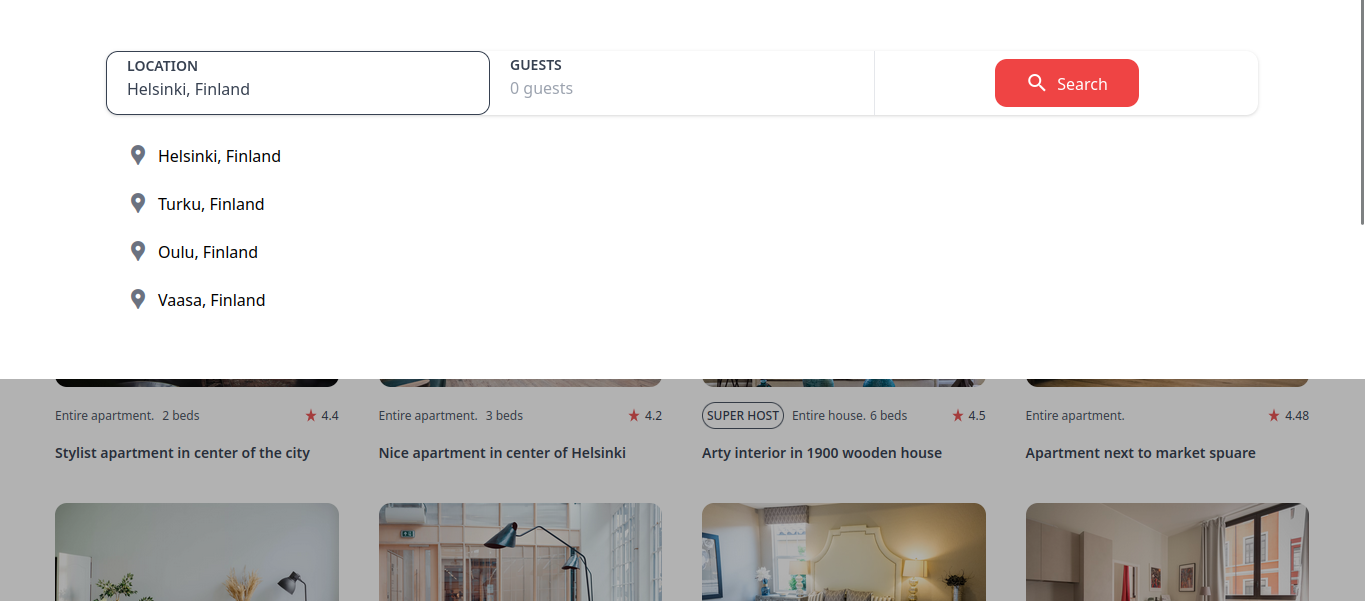 LOCATION
Helsinki, Finland
GUESTS
0 guests
Search
Helsinki, Finland
Turku, Finland
Oulu, Finland
Vaasa, Finland
Entire apartment. 2 beds
4.4
Entire apartment. 3 beds
4.2
SUPER HOST Entire house. 6 beds
4.5
Entire apartment.
4.48
Stylist apartment in center of the city
Nice apartment in center of Helsinki
Arty interior in 1900 wooden house
Apartment next to market spuare